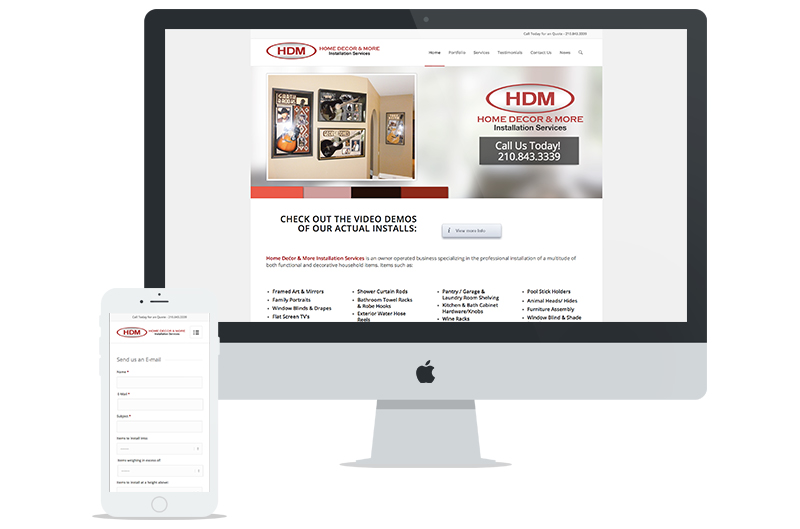 Call Today for an Quote - 210.843.3339
HDM
HOME DECOR & MORE
Installation Services
Home Portfolio Services Testimonials Contact Us News
HDM
HOME DECOR & MORE
Installation Services
Call Us Today!
210.843.3339
CHECK OUT THE VIDEO DEMOS
OF OUR ACTUAL INSTALLS:
i View more info
Home Decor & More Installation Services is an owner operated business specializing in the professional installation of a multitude of
both functional and decorative household items. Items such as:
Framed Art & Mirrors
Family Portraits
Window Blinds & Drapes
Flat Screen TV's
Shower Curtain Rods
Bathroom Towel Racks
& Robe Hooks
Exterior Water Hose
Reels
Pantry / Garage &
Laundry Room Shelving
Kitchen & Bath Cabinet
Hardware/Knobs
Wine Racks
Pool Stick Holders
Animal Heads/ Hides
Furniture Assembly
Window Blind & Shade
Call Today for an Quote - 210.843.3339
HDM
HOME DECOR & MORE
Installation Services
Send us an E-mail
Name *
E-Mail *
Subject *
Items to install into:
Items weighing in excess of:
Items to install at a height above: